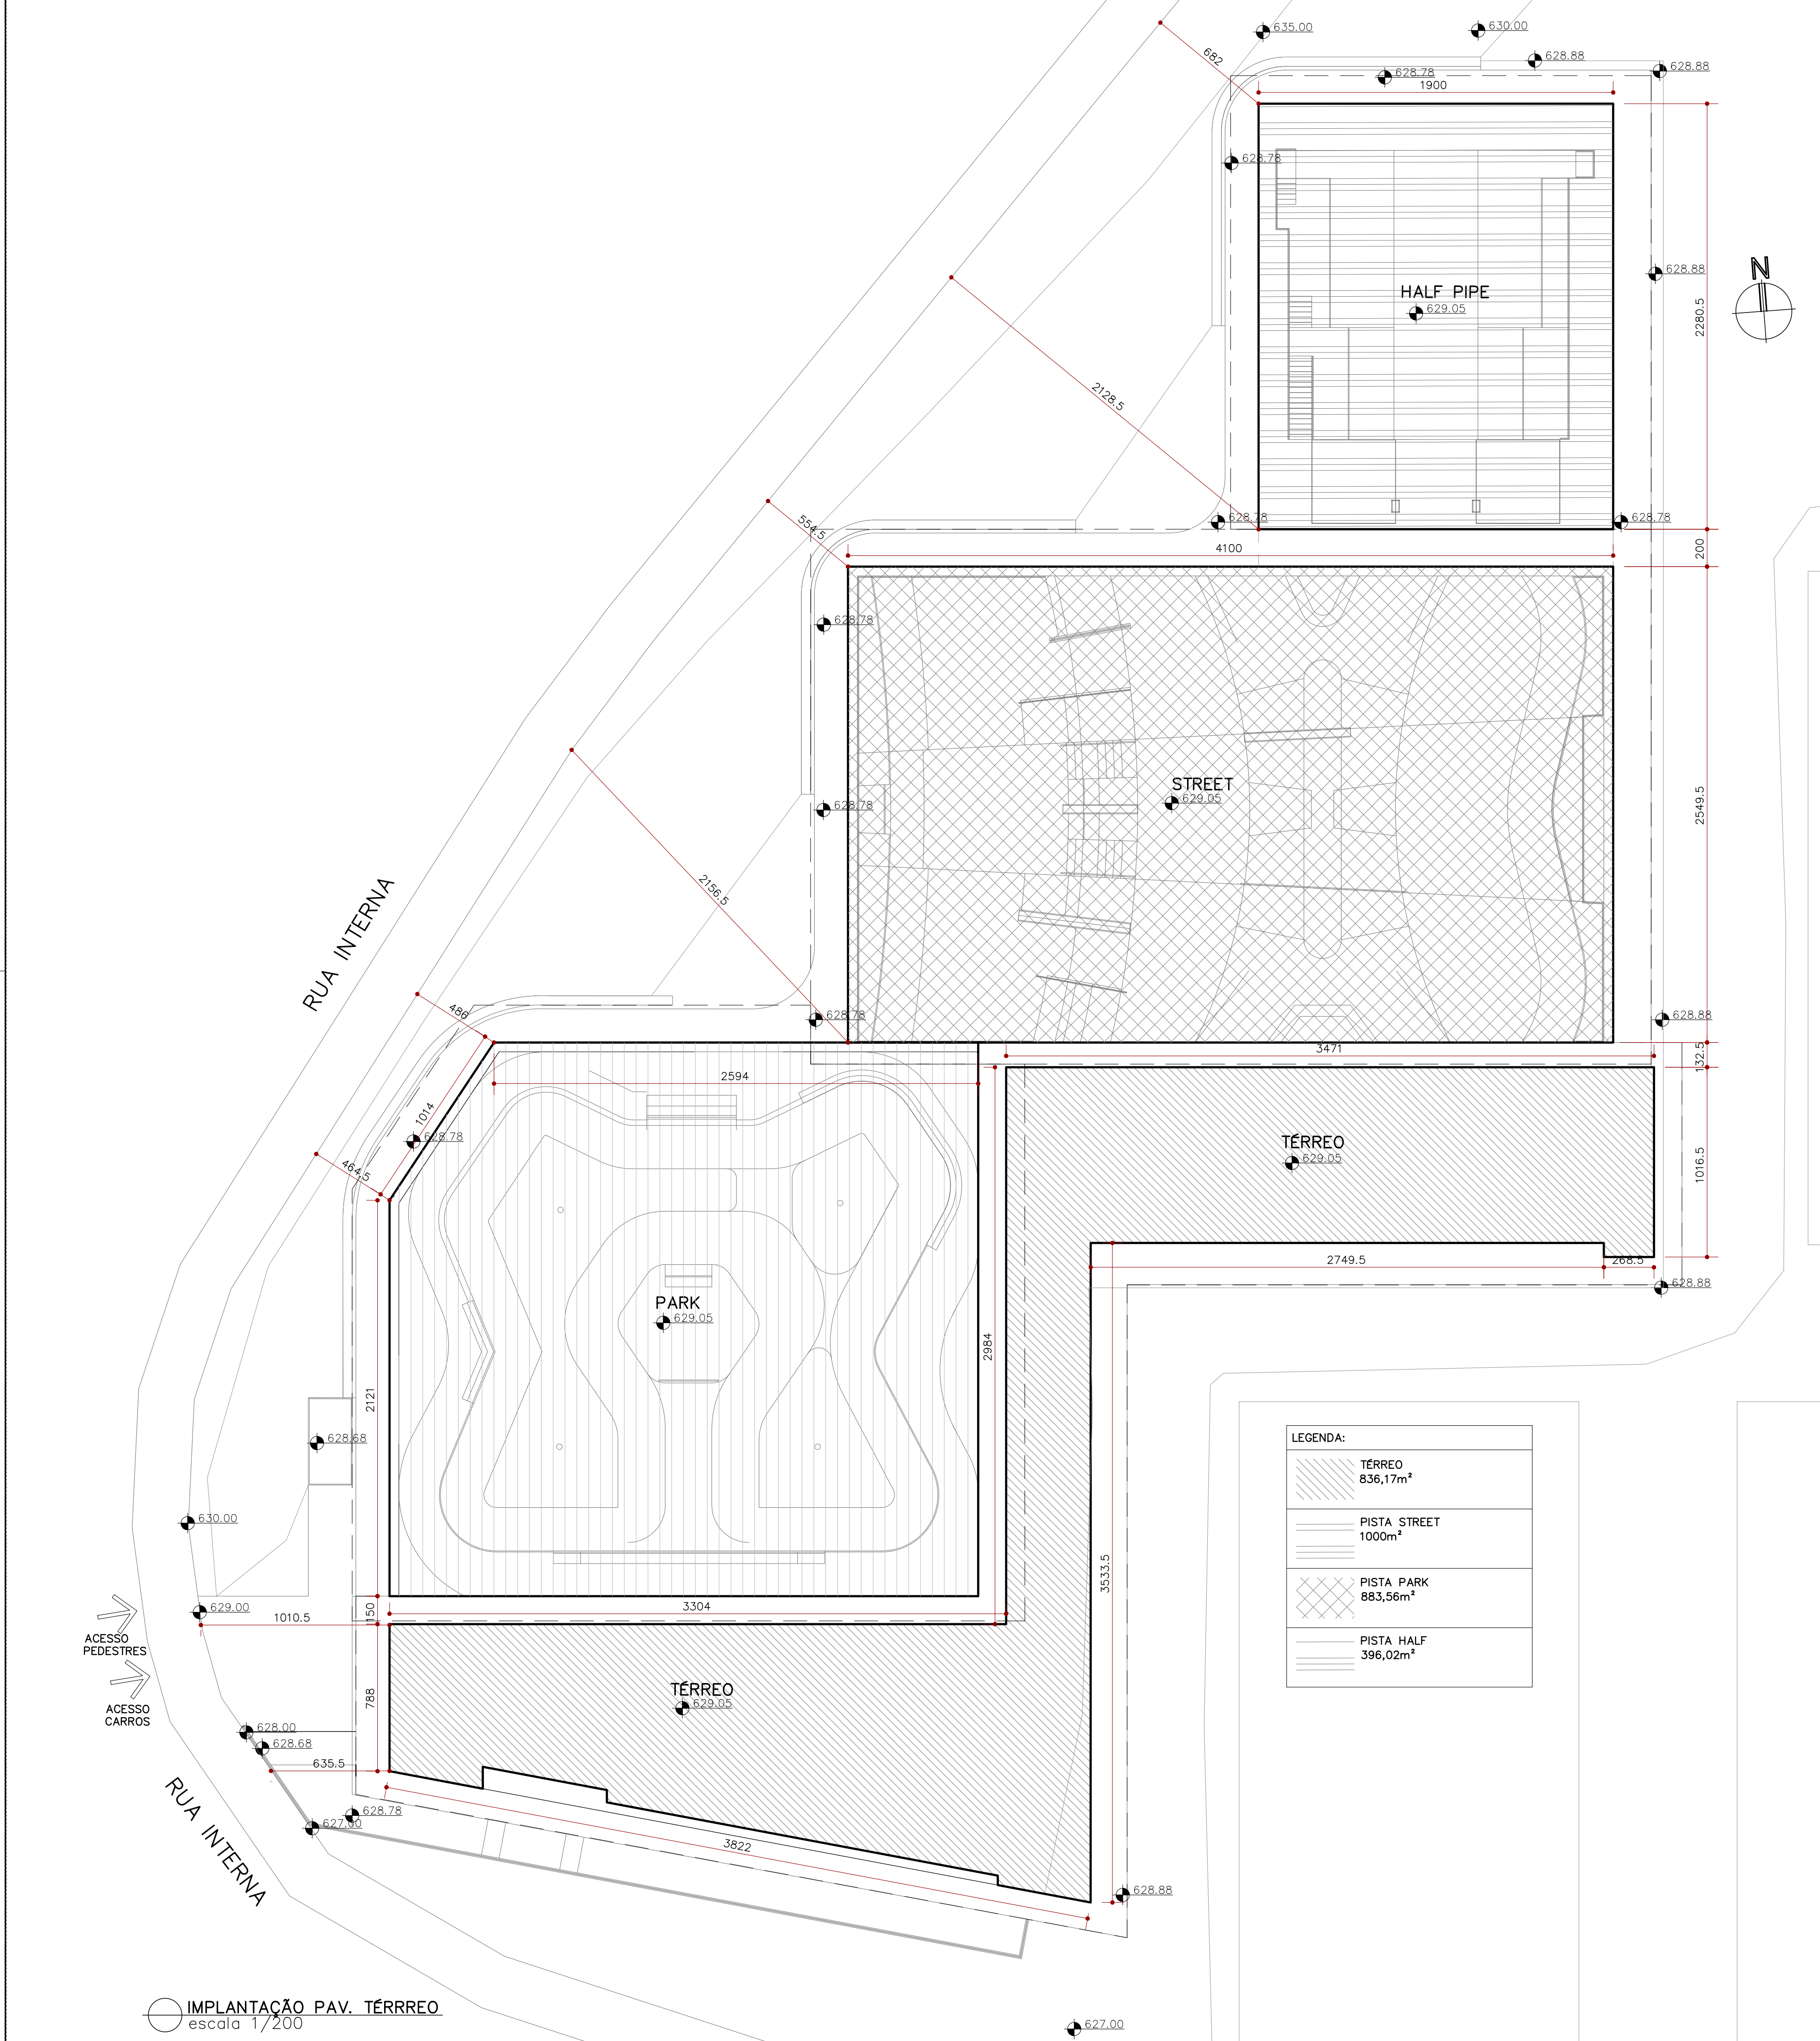 635.00
630.00
628.88
628.88
628.78
682
1900
628.78
N
628.88
HALF PIPE
629.05
2280.5
2128.5
554.5
628.78
628.78
200
4100
628.78
STREET
629.05
628.78
2549.5
2156.5
RUA INTERNA
486
628.78
628.88
3471
132.5
2594
1014
628.78
TÉRREO
629.05
1016.5
464.5
2749.5
268.5
628.88
PARK
629.05
2984
2121
628.68
LEGENDA:
TÉRREO
836,17m²
PISTA STREET
1000m²
PISTA PARK
883,56m²
PISTA HALF
396,02m²
630.00
3533.5
629.00
150
3304
1010.5
ACESSO
PEDESTRES
TÉRREO
629.05
788
ACESSO
CARROS
628.00
628.68
635.5
628.78
627.00
3822
RUA INTERNA
628.88
IMPLANTAÇÃO PAV. TÉRRREO
escala 1/200
627.00